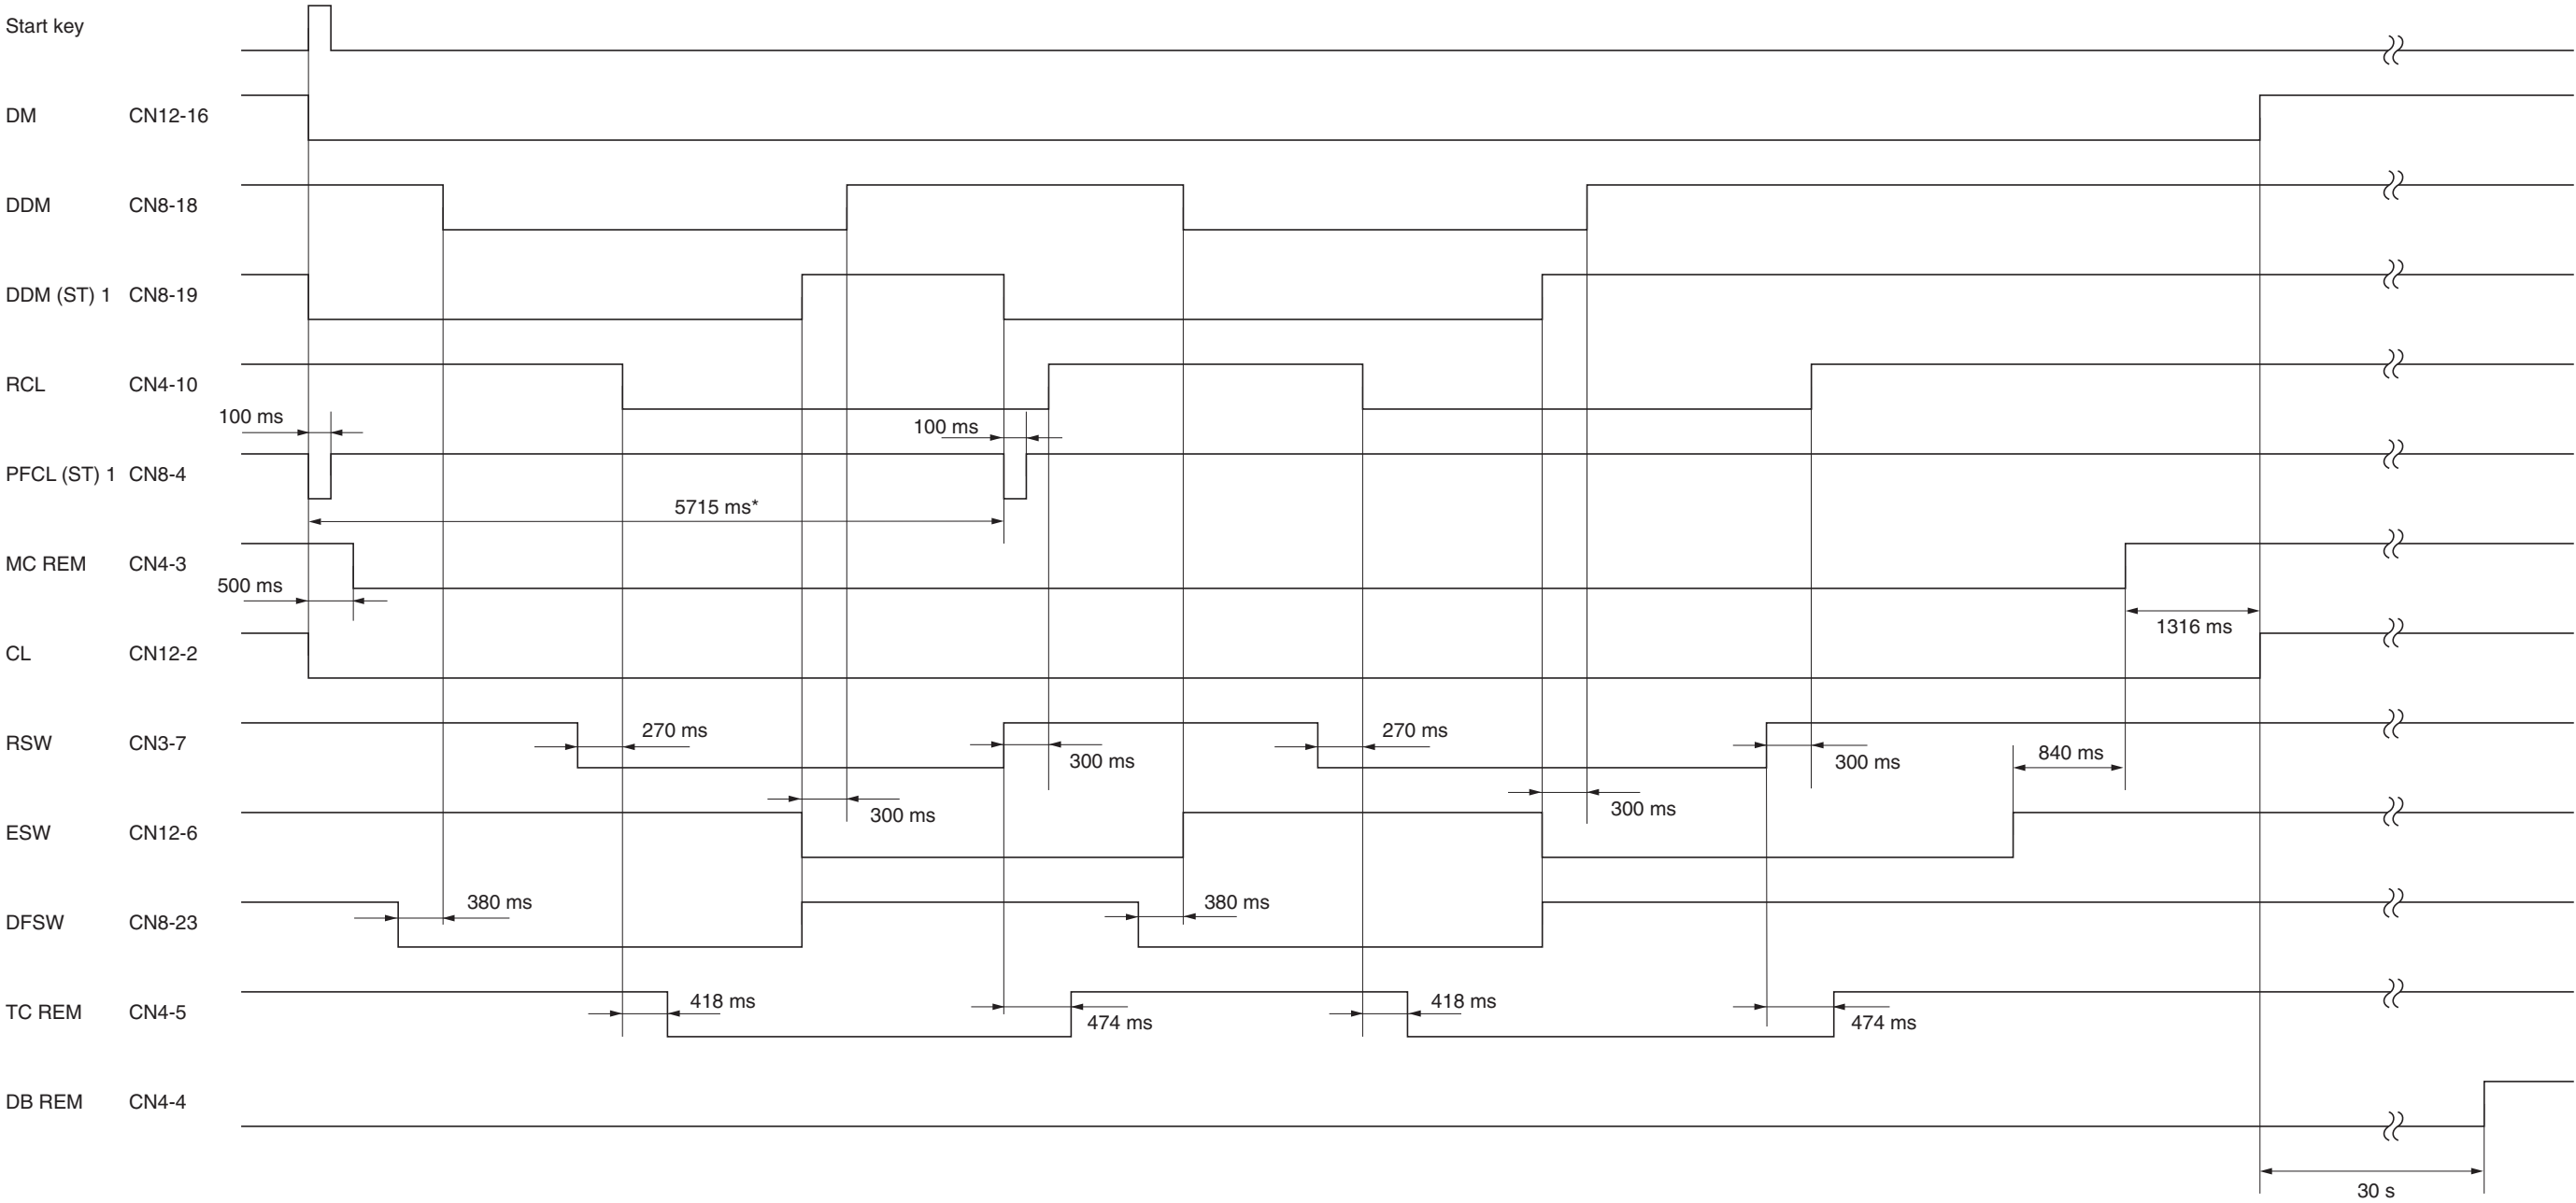 Start key
DM CN12-16
DDM CN8-18
DDM (ST) 1 CN8-19
RCL CN4-10
100 ms
100 ms
PFCL (ST) 1 CN8-4
5715 ms*
MC REM CN4-3
500 ms
1316 ms
CL CN12-2
RSW CN3-7
270 ms
300 ms
270 ms
300 ms
840 ms
300 ms
300 ms
ESW CN12-6
DFSW CN8-23
380 ms
380 ms
TC REM CN4-5
418 ms
474 ms
418 ms
474 ms
DB REM CN4-4
30 s